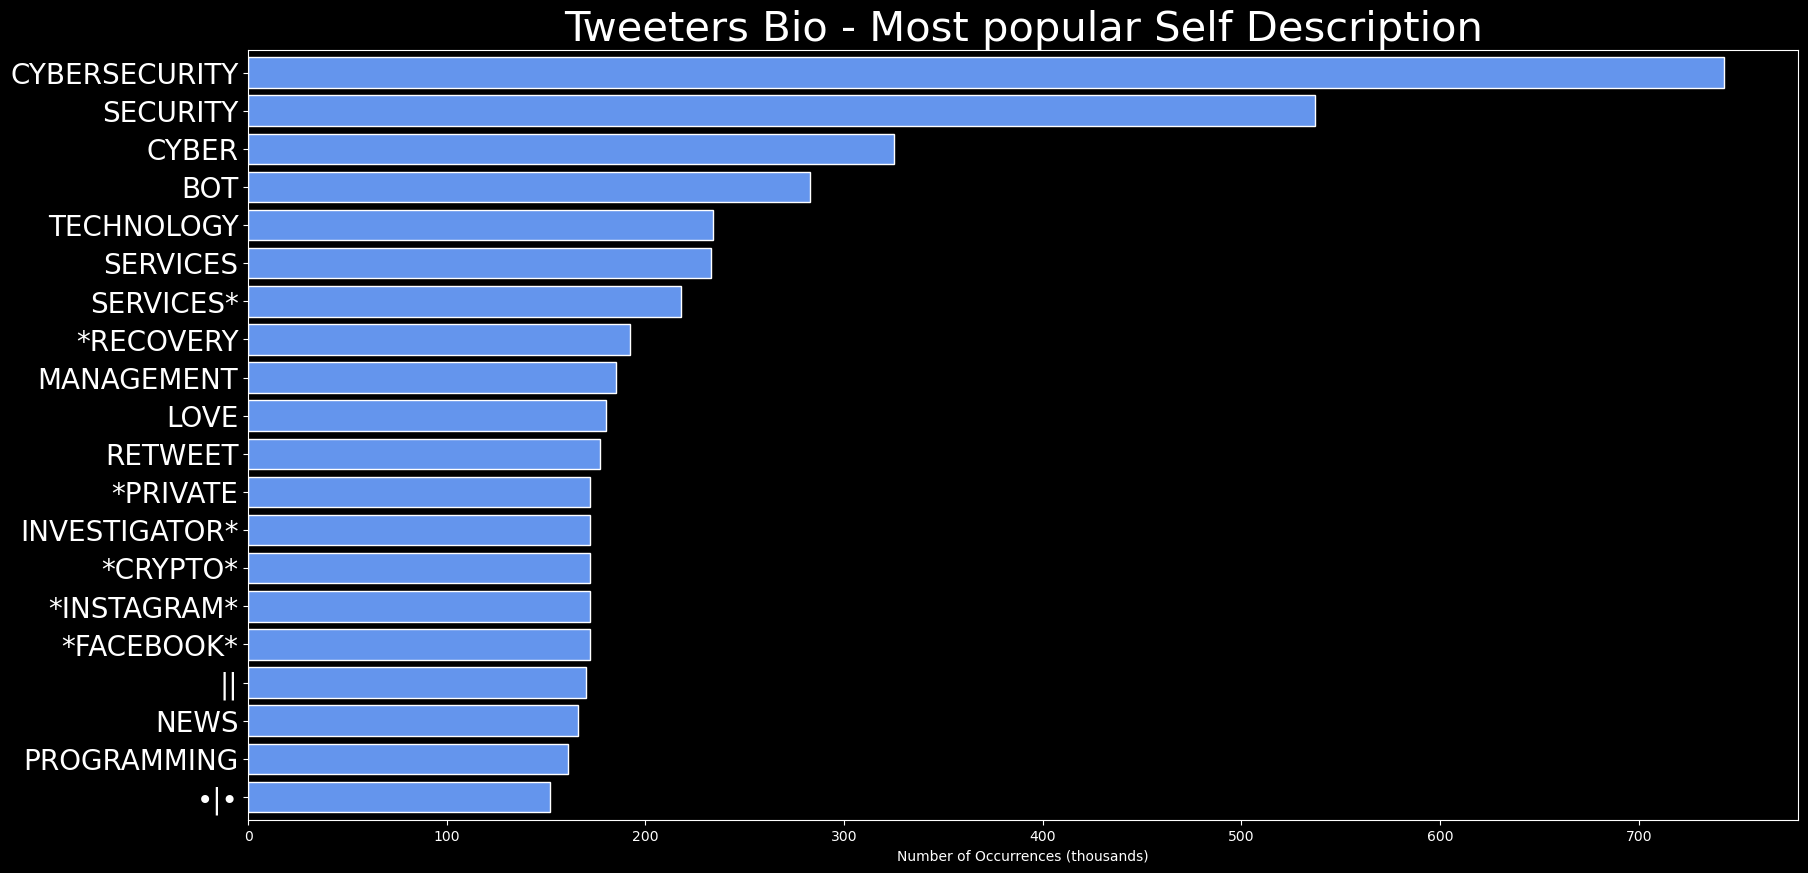 Tweeters Bio - Most popular Self Description
CYBERSECURITY
SECURITY
CYBER
BOT
TECHNOLOGY
SERVICES
SERVICES*
*RECOVERY
MANAGEMENT
LOVE
RETWEET
*PRIVATE
INVESTIGATOR*
*CRYPTO*
*INSTAGRAM*
*FACEBOOK*
||
NEWS
PROGRAMMING
•|•
0 100 200 300 400 500 600 700
Number of Occurrences (thousands)